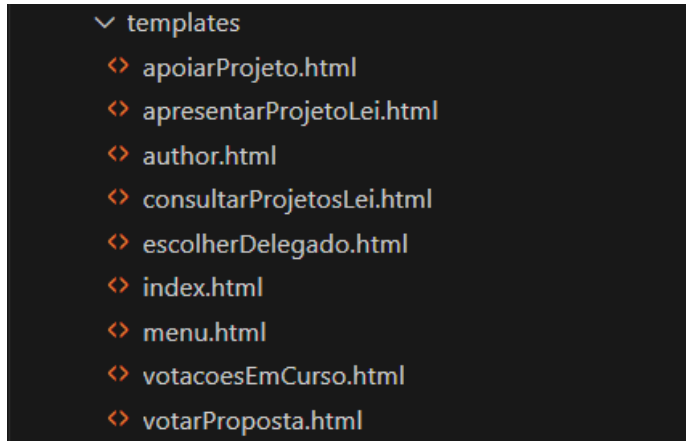 templates
apoiarProjeto.html
apresentarProjetoLei.html
author.html
consultarProjetosLei.html
escolherDelegado.html
index.html
menu.html
votacoesEmCurso.html
votarProposta.html